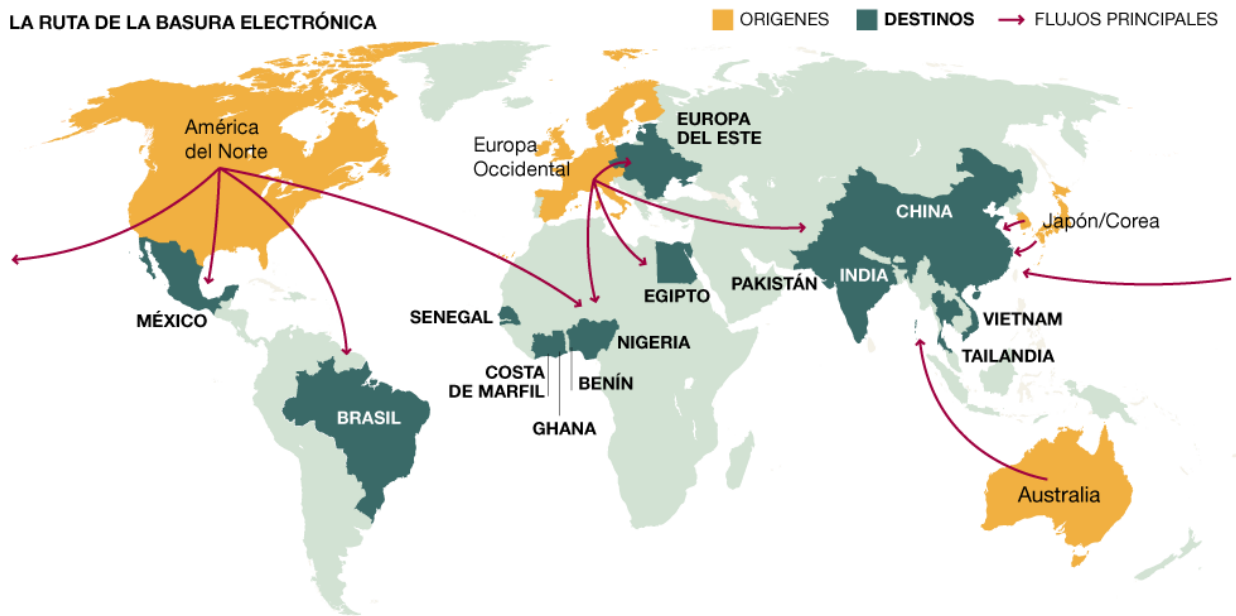 LA RUTA DE LA BASURA ELECTRÓNICA
ORIGENES
DESTINOS
FLUJOS PRINCIPALES
América
del Norte
Europa
Occidental
EUROPA
DEL ESTE
CHINA
Japón/Corea
INDIA
PAKISTÁN
EGIPTO
MÉXICO
SENEGAL
NIGERIA
VIETNAM
TAILANDIA
COSTA
DE MARFIL
BENÍN
GHANA
BRASIL
Australia